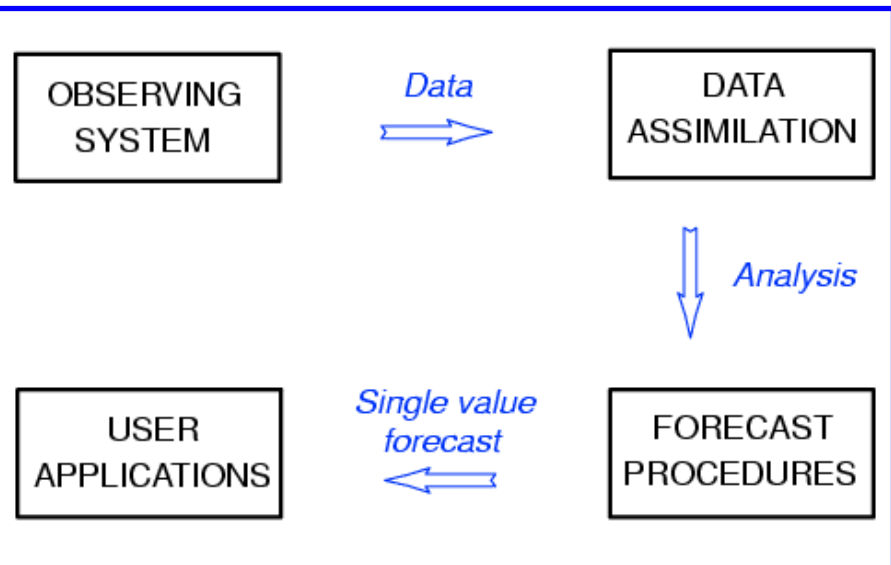 OBSERVING
SYSTEM
Data
DATA
ASSIMILATION
Analysis
FORECAST
PROCEDURES
Single value
forecast
USER
APPLICATIONS